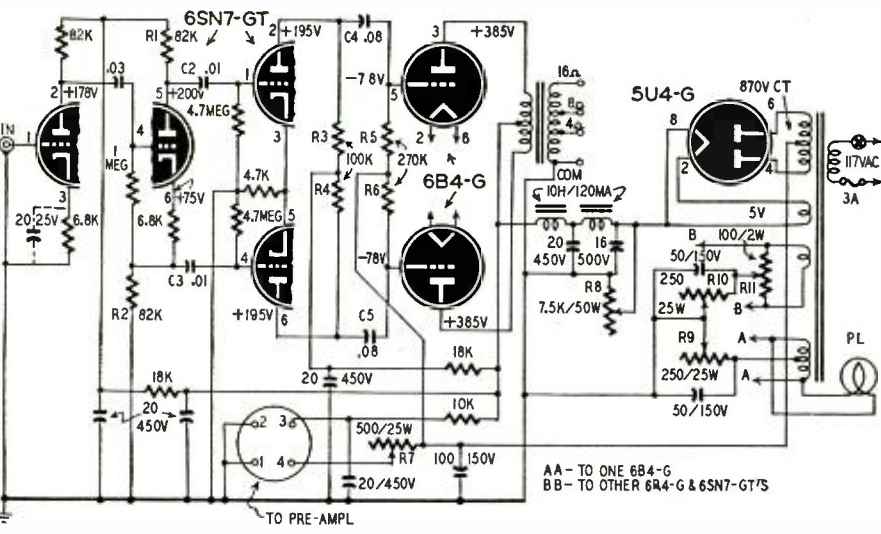 6SN7-GT
82K
R1
82K
.03
C2 .01
2
+195V
C4 .08
3
+385V
16Ω
8
4
COM
5U4-G
870V CT
6
8
2
4
117VAC
3A
IN
1
2
+178V
3
20
25V
6.8K
1 MEG
4
5
+200V
6
+75V
6.8K
4.7MEG
1
3
4.7K
4.7MEG
R3
100K
R4
-78V
5
R5
270K
R6
2
6
6B4-G
-78V
+385V
10H/120MA
20
450V
16
500V
R8
7.5K/50W
5V
B
100/2W
50/150V
250
R10
R11
25W
B
R9
250/25W
A
A
50/150V
PL
R2
82K
C3 .01
5
4
+195V
6
C5
.08
18K
20
450V
20
450V
18K
10K
2
3
1
4
500/25W
R7
100
150V
20/450V
TO PRE-AMPL
AA- TO ONE 6B4-G
BB- TO OTHER 6B4-G & 6SN7-GT'S